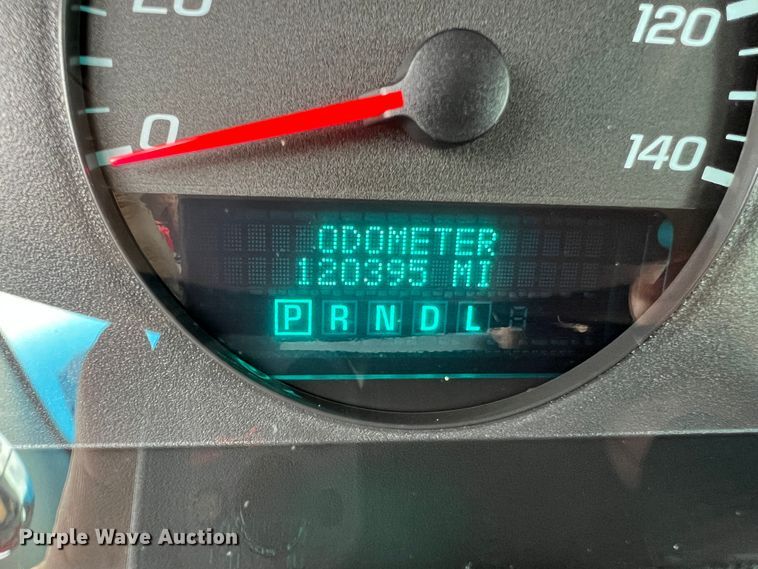 20
120
0
140
ODOMETER
120395 MI
P R N D L
Purple Wave Auction